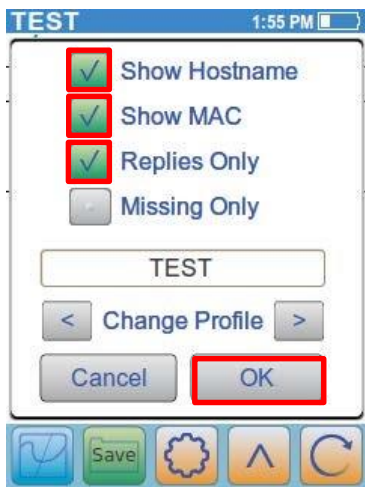 TEST 1:55 PM
Show Hostname
Show MAC
Replies Only
Missing Only
TEST
< Change Profile >
Cancel OK
Save